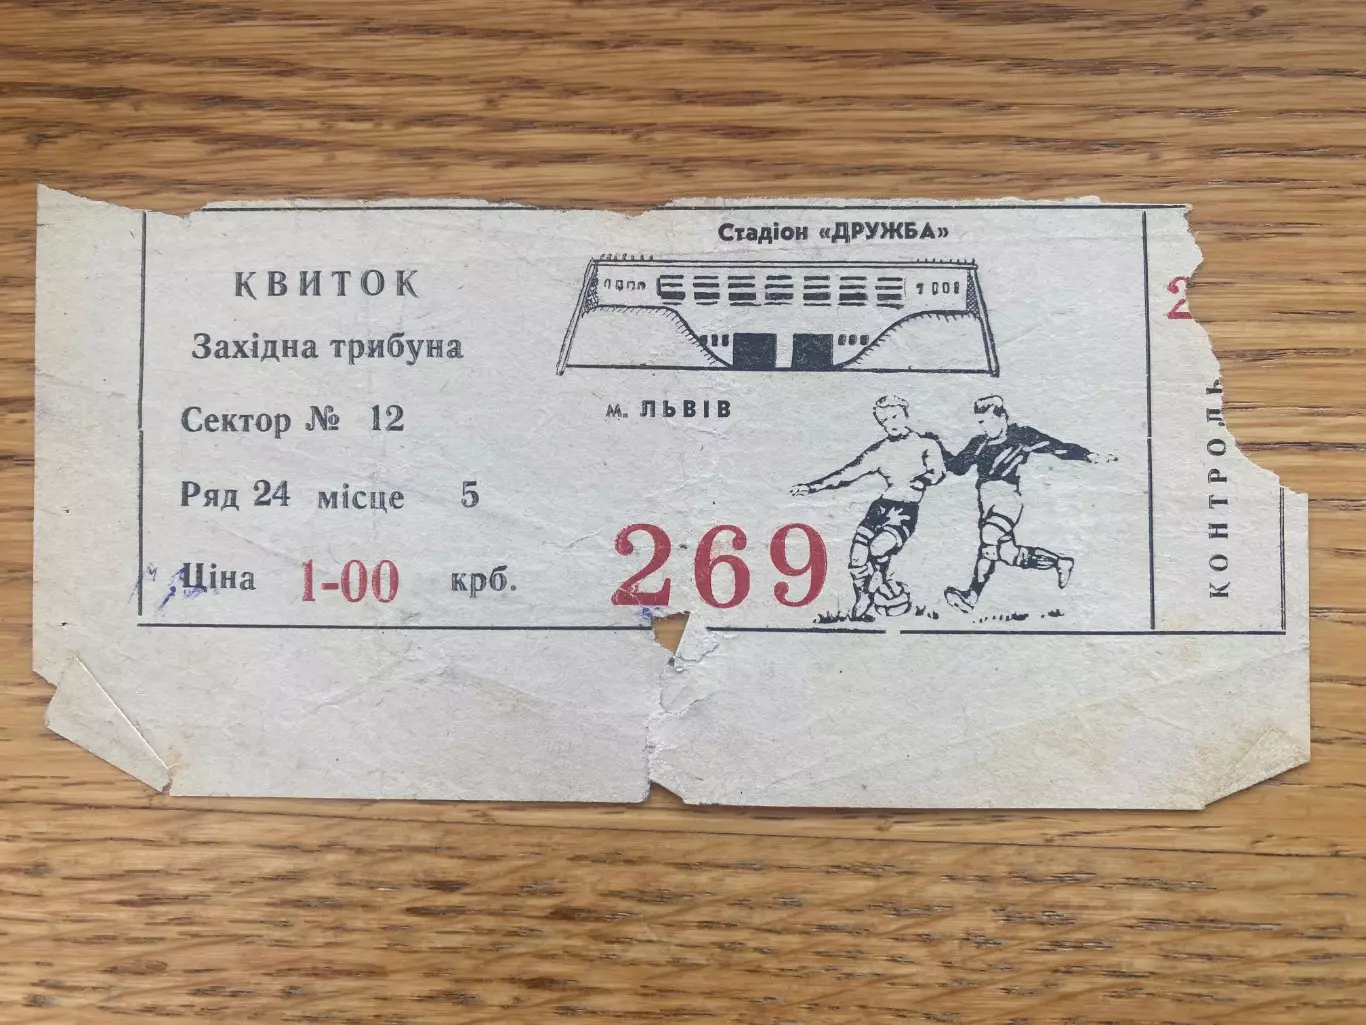 КВИТОК
Західна трибуна
Сектор № 12
Ряд 24 місце 5
Ціна 1-00 крб.
Стадіон «ДРУЖБА»
м. ЛЬВІВ
269
2
КОНТРОЛЬ